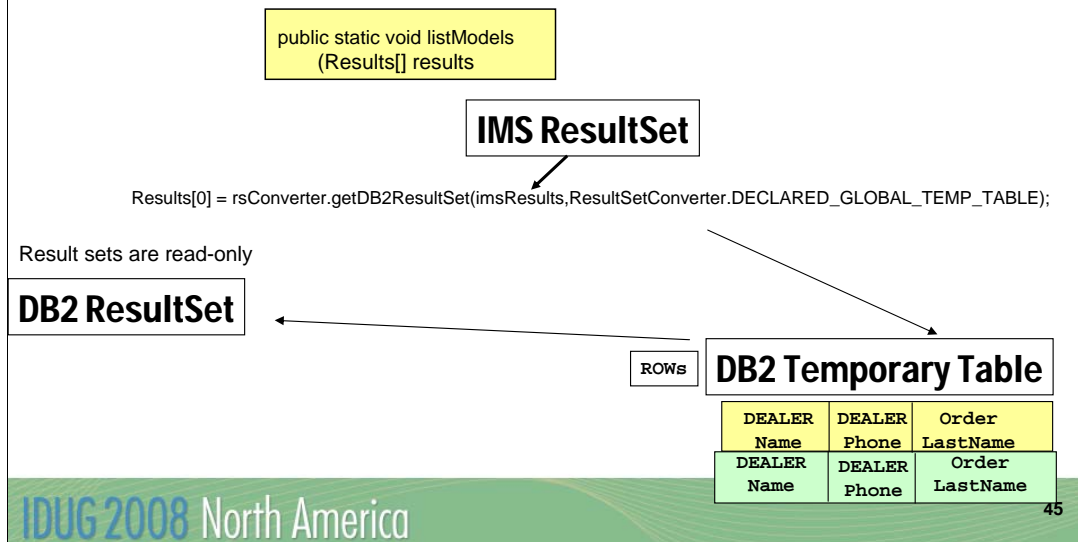 public static void listModels
(Results[] results
IMS ResultSet
Results[0] = rsConverter.getDB2ResultSet(imsResults,ResultSetConverter.DECLARED_GLOBAL_TEMP_TABLE);
Result sets are read-only
DB2 ResultSet
ROWs
DB2 Temporary Table
DEALER DEALER Order
Name Phone LastName
DEALER DEALER Order
Name Phone LastName
IDUG 2008 North America
45